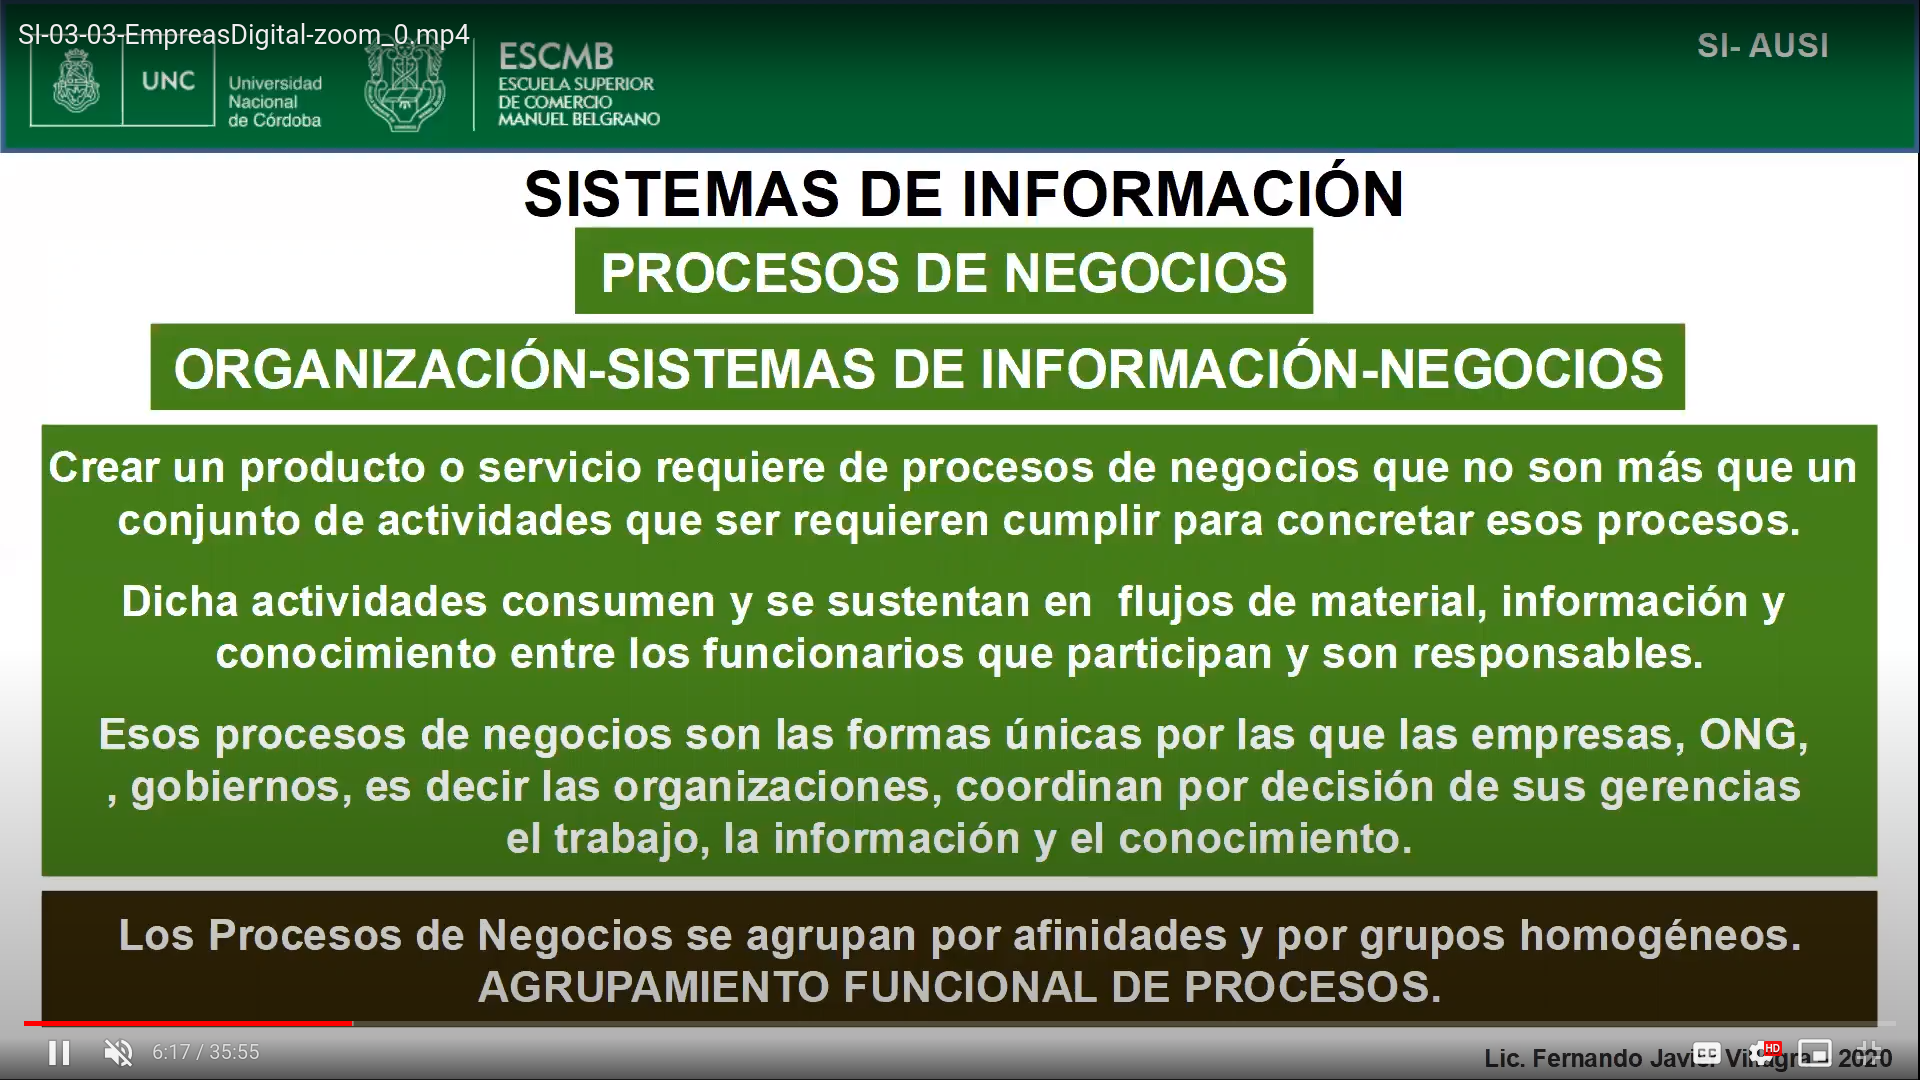 SI-03-03-EmpreasDigital-zoom_0.mp4
UNC
Universidad
Nacional
de Córdoba
ESCMB
ESCUELA SUPERIOR
DE COMERCIO
MANUEL BELGRANO
SI- AUSI
SISTEMAS DE INFORMACIÓN
PROCESOS DE NEGOCIOS
ORGANIZACIÓN-SISTEMAS DE INFORMACIÓN-NEGOCIOS
Crear un producto o servicio requiere de procesos de negocios que no son más que un
conjunto de actividades que ser requieren cumplir para concretar esos procesos.
Dicha actividades consumen y se sustentan en flujos de material, información y
conocimiento entre los funcionarios que participan y son responsables.
Esos procesos de negocios son las formas únicas por las que las empresas, ONG,
, gobiernos, es decir las organizaciones, coordinan por decisión de sus gerencias
el trabajo, la información y el conocimiento.
Los Procesos de Negocios se agrupan por afinidades y por grupos homogéneos.
AGRUPAMIENTO FUNCIONAL DE PROCESOS.
6:17 / 35:55
HD
Lic. Fernando Javier 2020